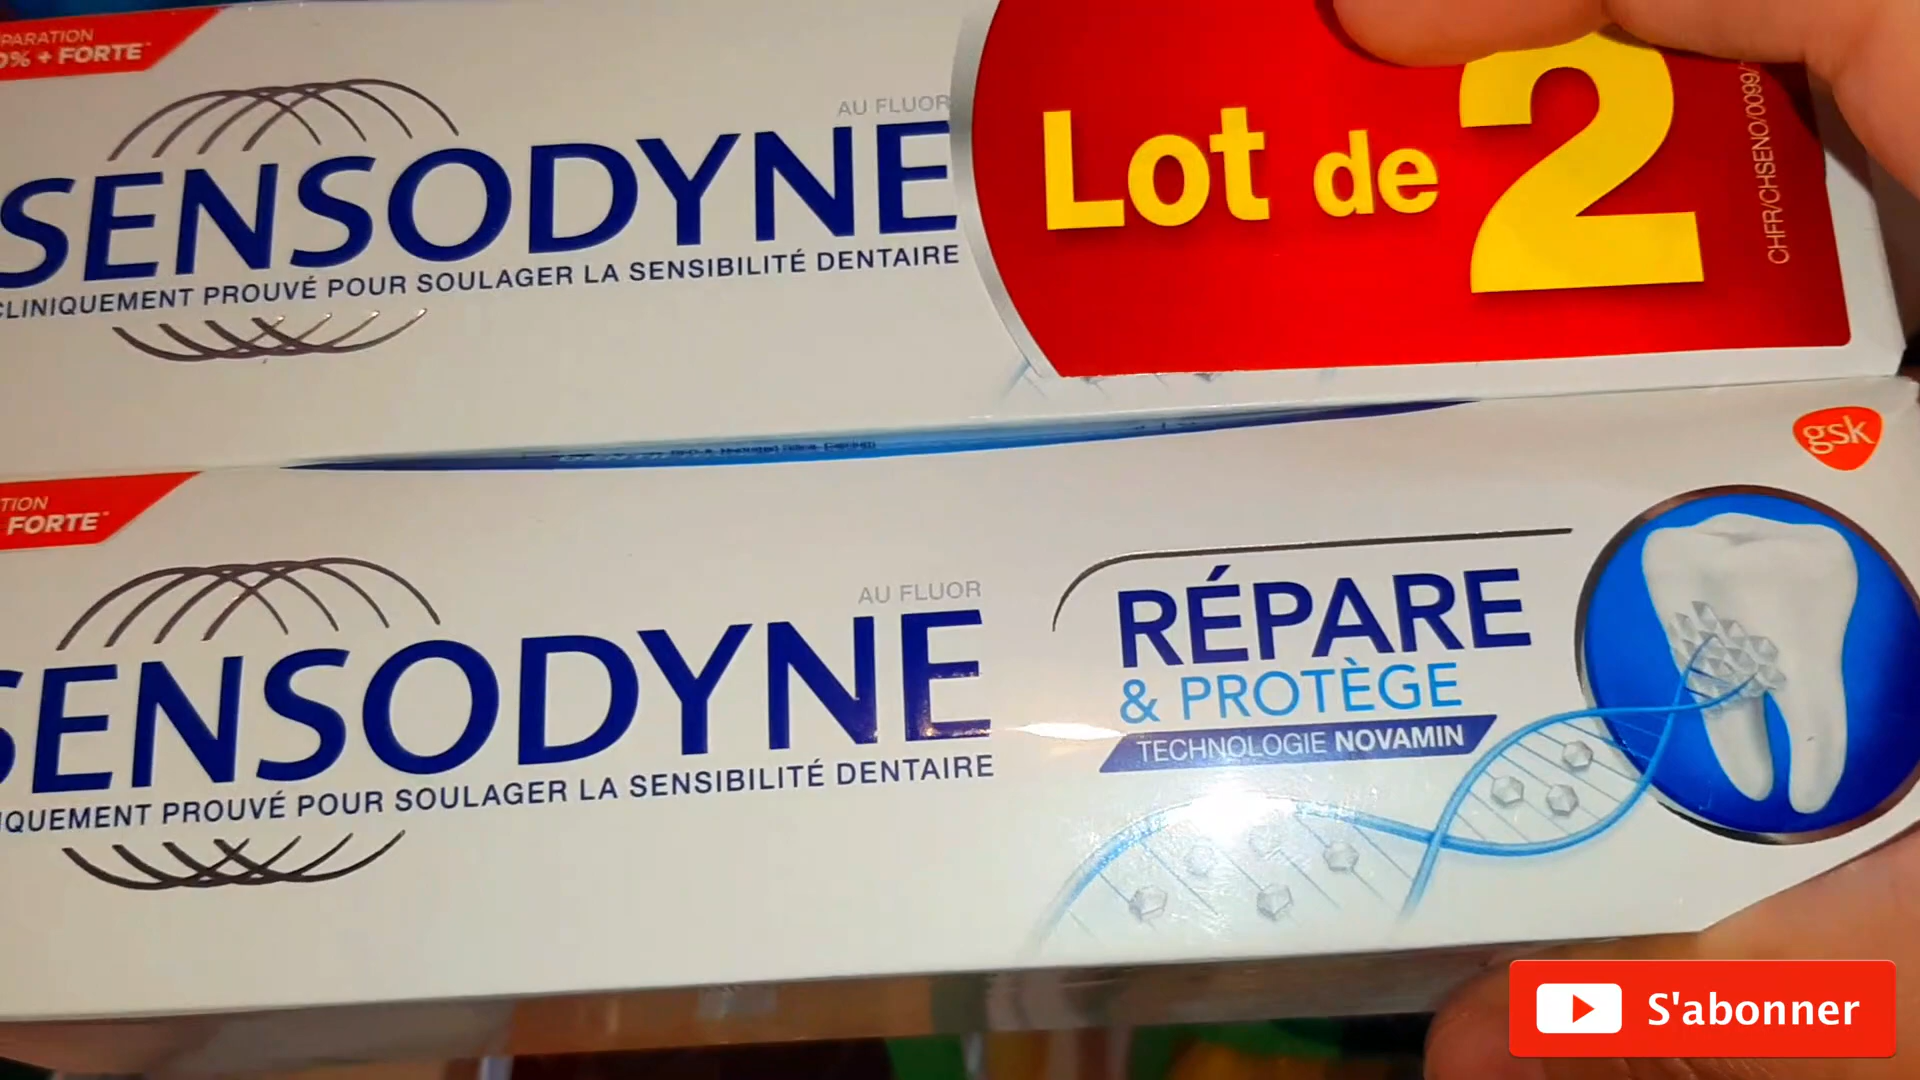 PARATION
% + FORTE
SENSODYNE
AU FLUOR
CLINIQUEMENT PROUVÉ POUR SOULAGER LA SENSIBILITÉ DENTAIRE
Lot de 2
CHFR/CHSENO/0099/
TION
FORTE
SENSODYNE
AU FLUOR
IQUEMENT PROUVÉ POUR SOULAGER LA SENSIBILITÉ DENTAIRE
gsk
RÉPARE
& PROTÈGE
TECHNOLOGIE NOVAMIN
S'abonner